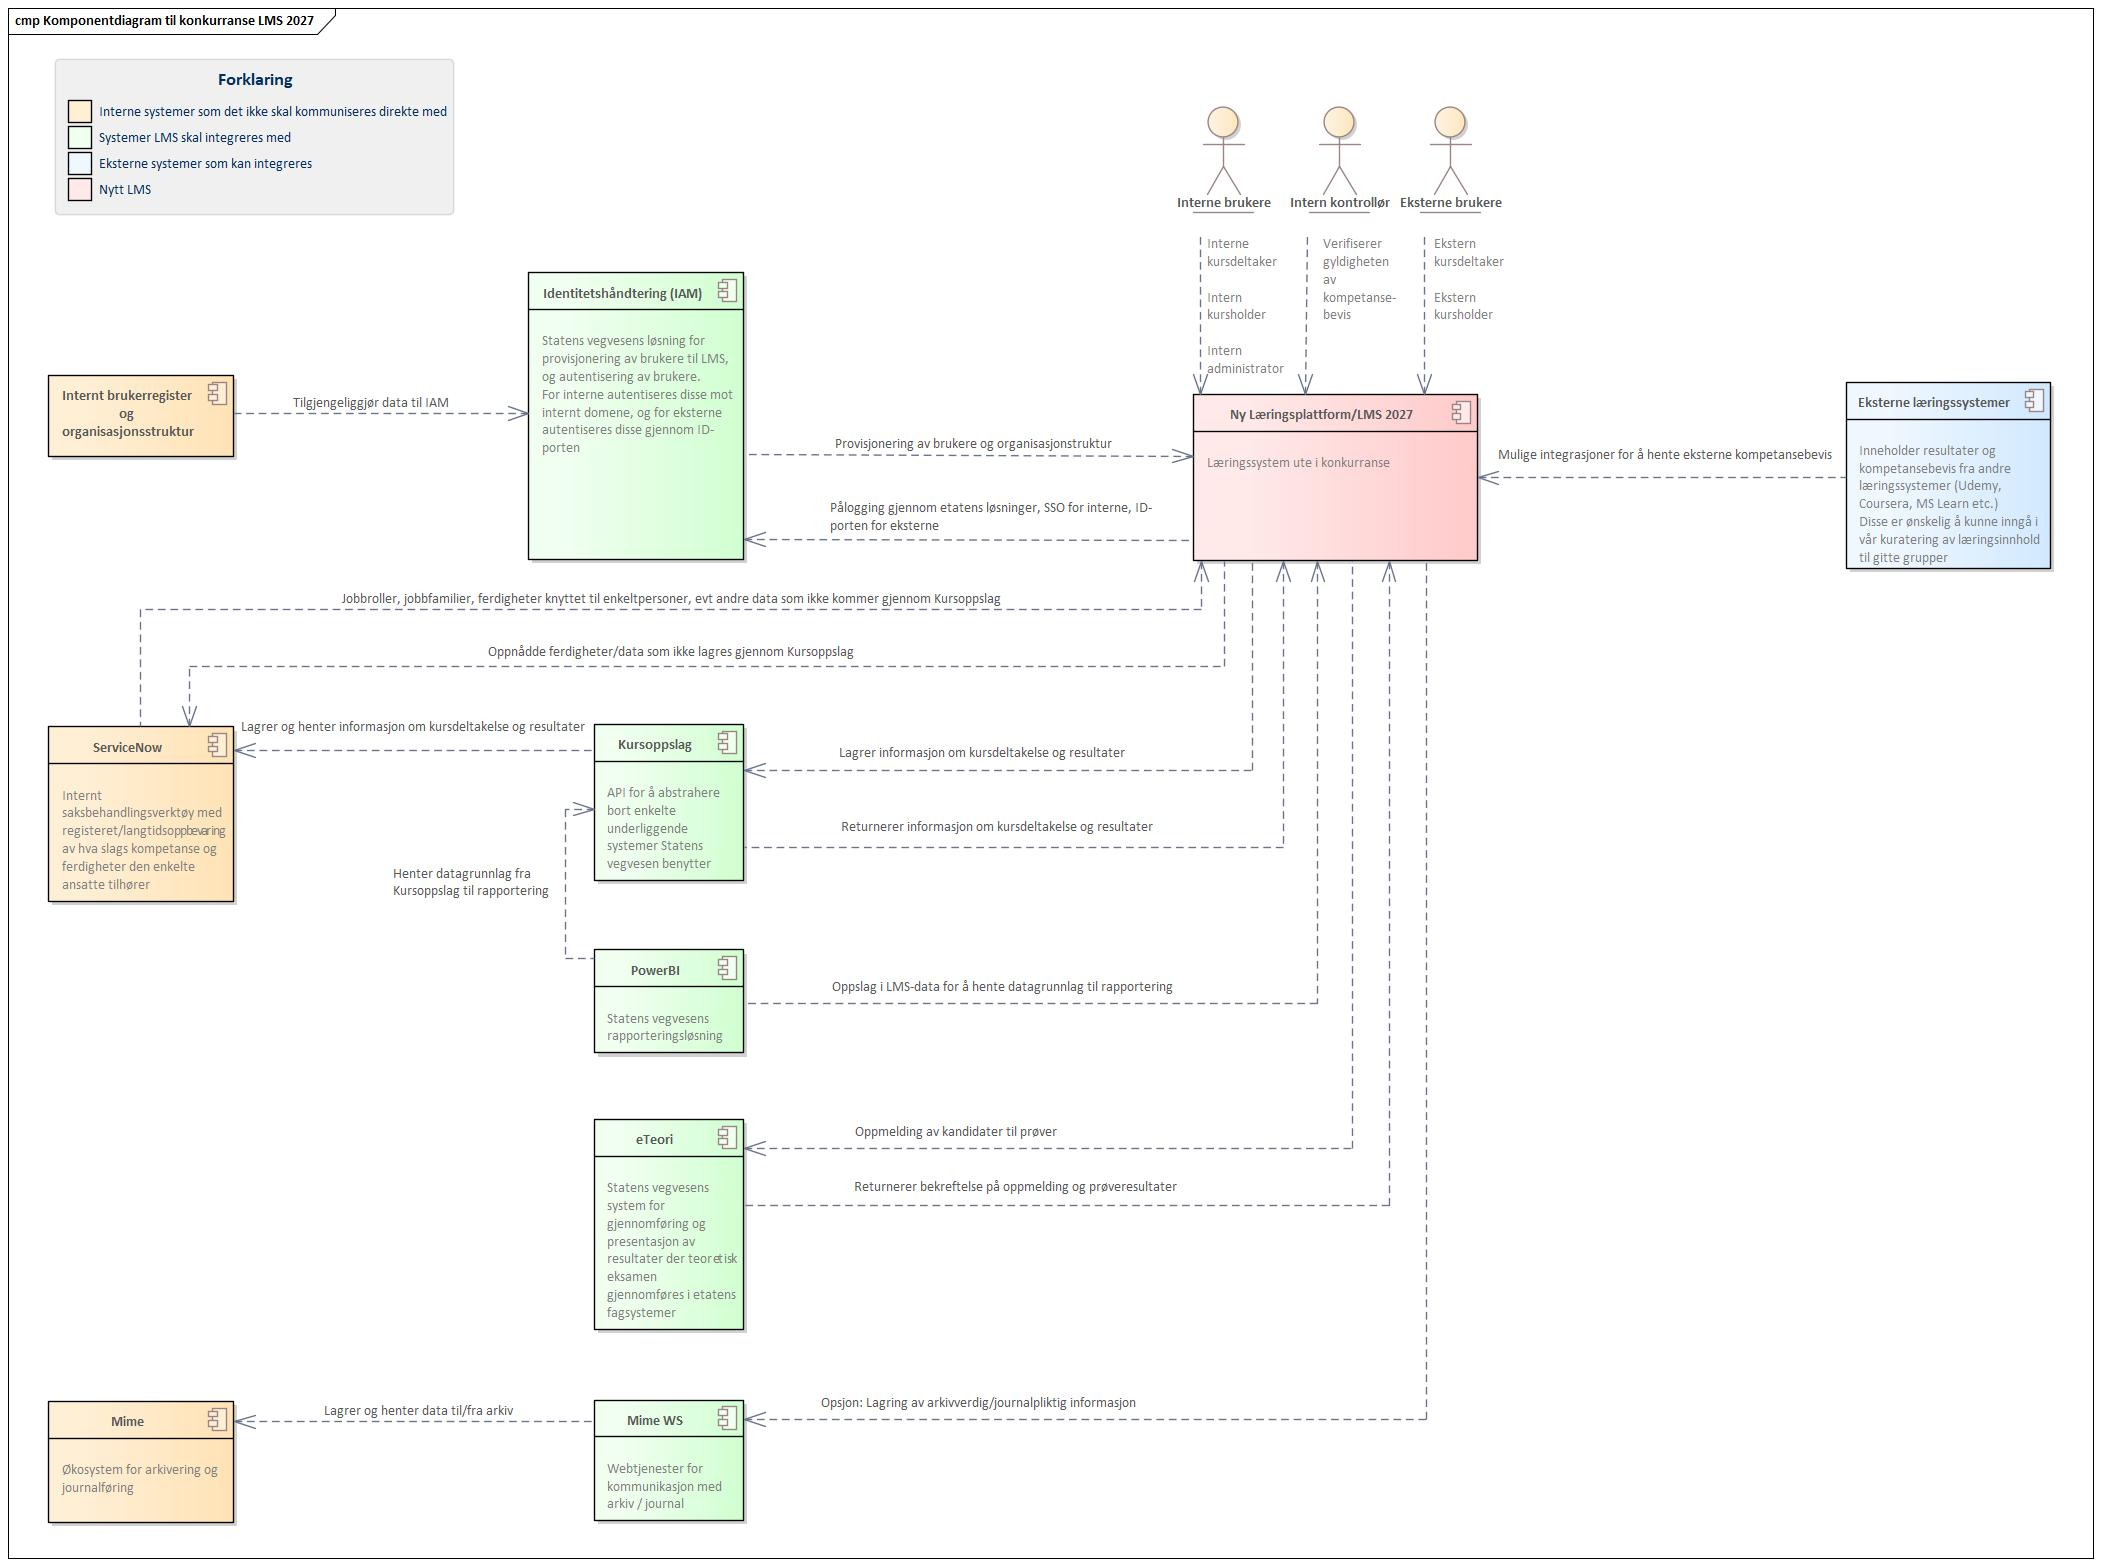 cmp Komponentdiagram til konkurranse LMS 2027
Forklaring
Interne systemer som det ikke skal kommuniseres direkte med
Systemer LMS skal integreres med
Eksterne systemer som kan integreres
Nytt LMS
Interne brukere
Intern kontrollør
Eksterne brukere
Interne
kursdeltaker
Intern
kursholder
Intern
administrator
Verifiserer
gyldigheten
av
kompetanse-
bevis
Ekstern
kursdeltaker
Ekstern
kursholder
Identitetshåndtering (IAM)
Statens vegvesens løsning for
provisjonering av brukere til LMS,
og autentisering av brukere.
For interne autentiseres disse mot
internt domene, og for eksterne
autentiseres disse gjennom ID-
porten
Internt brukerregister
og
organisasjonsstruktur
Tilgjengeliggjør data til IAM
Provisjonering av brukere og organisasjonstruktur
Pålogging gjennom etatens løsninger, SSO for interne, ID-
porten for eksterne
Ny Læringsplattform/LMS 2027
Læringssystem ute i konkurranse
Mulige integrasjoner for å hente eksterne kompetansebevis
Eksterne læringssystemer
Inneholder resultater og
kompetansebevis fra andre
læringssystemer (Udemy,
Coursera, MS Learn etc.)
Disse er ønskelig å kunne inngå i
vår kuratering av læringsinnhold
til gitte grupper
Jobbroller, jobbfamilier, ferdigheter knyttet til enkeltpersoner, evt andre data som ikke kommer gjennom Kursoppslag
Oppnådde ferdigheter/data som ikke lagres gjennom Kursoppslag
ServiceNow
Internt
saksbehandlingsverktøy med
registeret/langtidsoppbevaring
av hva slags kompetanse og
ferdigheter den enkelte
ansatte tilhører
Lagrer og henter informasjon om kursdeltakelse og resultater
Kursoppslag
API for å abstrahere
bort enkelte
underliggende
systemer Statens
vegvesen benytter
Lagrer informasjon om kursdeltakelse og resultater
Returnerer informasjon om kursdeltakelse og resultater
Henter datagrunnlag fra
Kursoppslag til rapportering
PowerBI
Statens vegvesens
rapporteringsløsning
Oppslag i LMS-data for å hente datagrunnlag til rapportering
eTeori
Statens vegvesens
system for
gjennomføring og
presentasjon av
resultater der teoretisk
eksamen
gjennomføres i etatens
fagsystemer
Oppmelding av kandidater til prøver
Returnerer bekreftelse på oppmelding og prøveresultater
Mime
Økosystem for arkivering og
journalføring
Lagrer og henter data til/fra arkiv
Mime WS
Webtjenester for
kommunikasjon med
arkiv / journal
Opsjon: Lagring av arkivverdig/journalpliktig informasjon